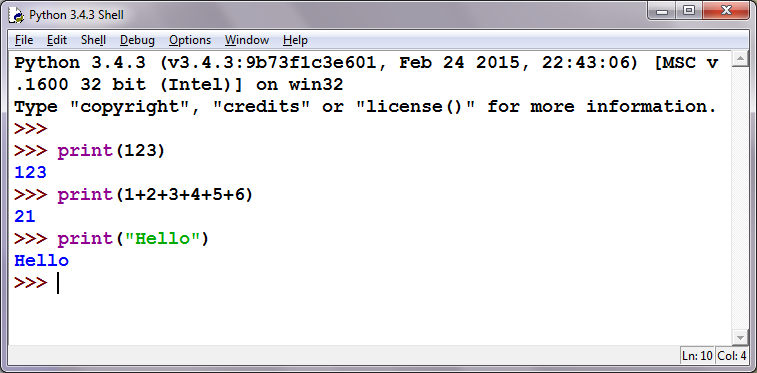 Python 3.4.3 Shell
File Edit Shell Debug Options Window Help
Python 3.4.3 (v3.4.3:9b73f1c3e601, Feb 24 2015, 22:43:06) [MSC v
.1600 32 bit (Intel)] on win32
Type "copyright", "credits" or "license()" for more information.
>>>
>>> print(123)
123
>>> print(1+2+3+4+5+6)
21
>>> print("Hello")
Hello
>>>
Ln: 10 Col: 4